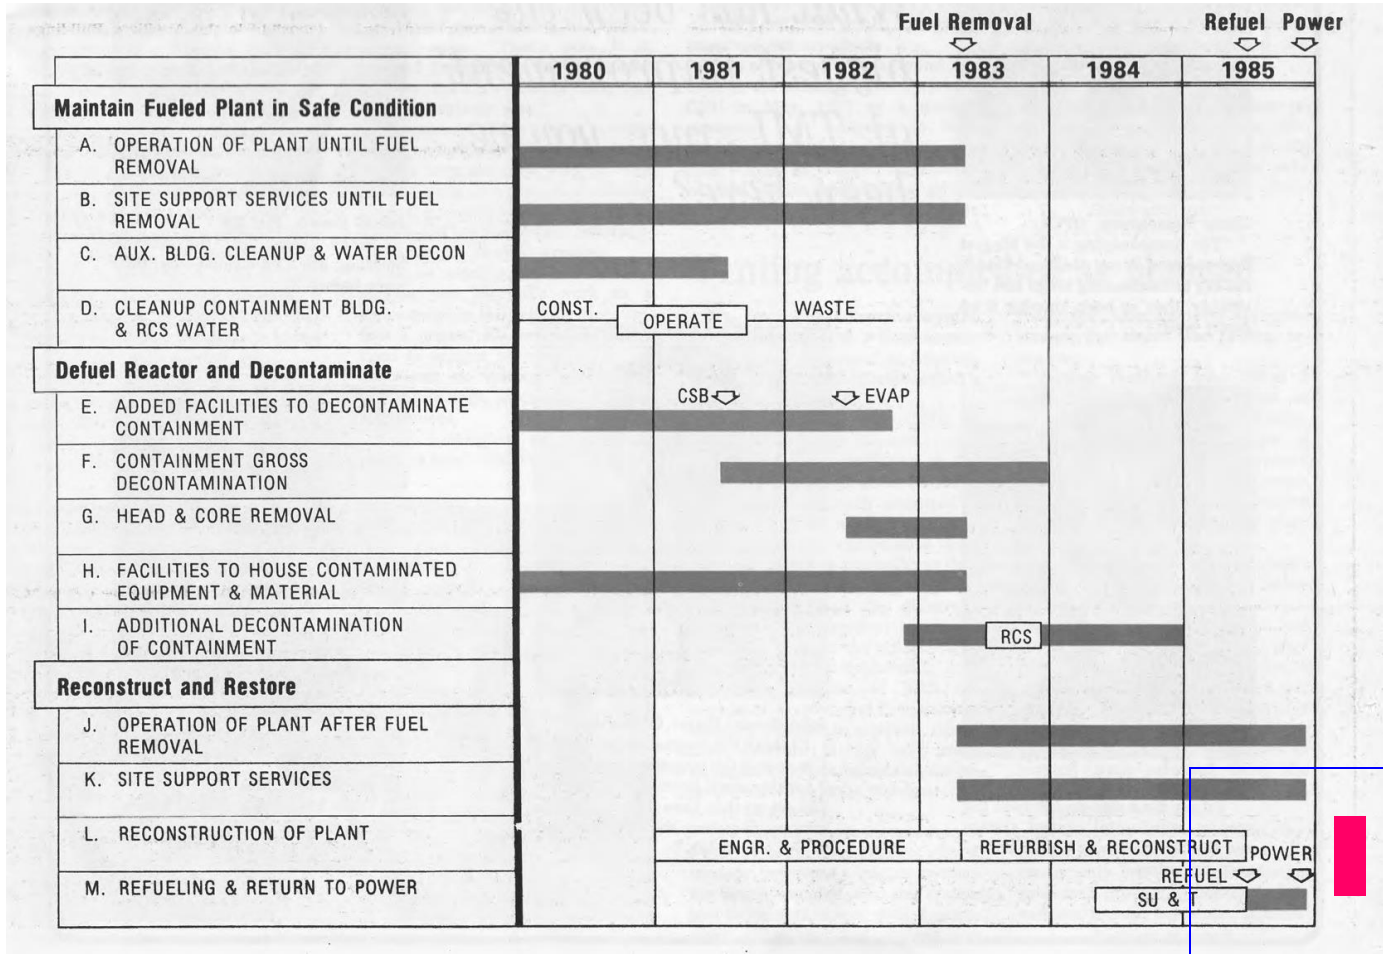 Fuel Removal Refuel Power
1980 1981 1982 1983 1984 1985
Maintain Fueled Plant in Safe Condition
A. OPERATION OF PLANT UNTIL FUEL
REMOVAL
B. SITE SUPPORT SERVICES UNTIL FUEL
REMOVAL
C. AUX. BLDG. CLEANUP & WATER DECON
D. CLEANUP CONTAINMENT BLDG.
& RCS WATER
CONST. OPERATE WASTE
Defuel Reactor and Decontaminate
E. ADDED FACILITIES TO DECONTAMINATE
CONTAINMENT
CSB EVAP
F. CONTAINMENT GROSS
DECONTAMINATION
G. HEAD & CORE REMOVAL
H. FACILITIES TO HOUSE CONTAMINATED
EQUIPMENT & MATERIAL
I. ADDITIONAL DECONTAMINATION
OF CONTAINMENT
RCS
Reconstruct and Restore
J. OPERATION OF PLANT AFTER FUEL
REMOVAL
K. SITE SUPPORT SERVICES
L. RECONSTRUCTION OF PLANT
ENGR. & PROCEDURE REFURBISH & RECONSTRUCT
POWER
REFUEL
M. REFUELING & RETURN TO POWER
SU & T